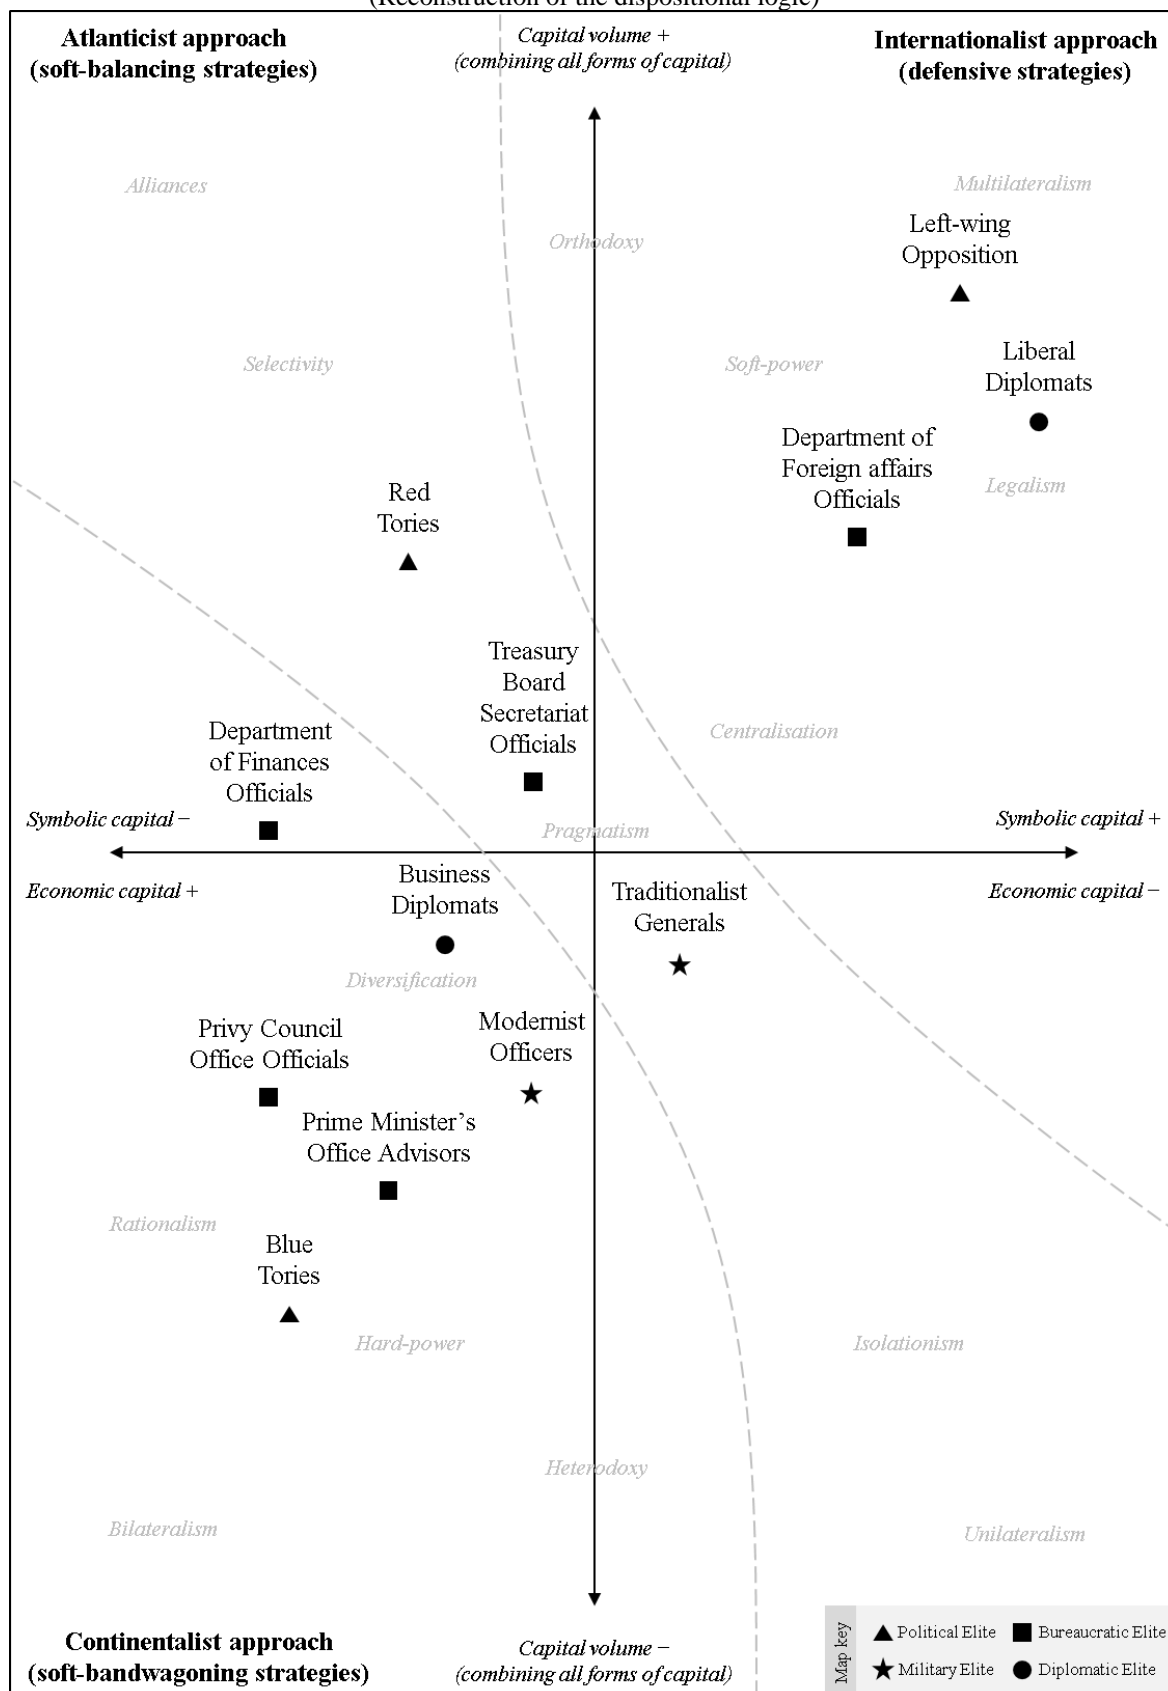 (Reconstruction of the dispositional logic)
Atlanticist approach
(soft-balancing strategies)
Capital volume +
(combining all forms of capital)
Internationalist approach
(defensive strategies)
Alliances
Multilateralism
Orthodoxy
Left-wing
Opposition
Selectivity
Soft-power
Liberal
Diplomats
Department of
Foreign affairs
Officials
Legalism
Red
Tories
Treasury
Board
Secretariat
Officials
Department
of Finances
Officials
Centralisation
Symbolic capital −
Pragmatism
Symbolic capital +
Economic capital +
Economic capital −
Business
Diplomats
Traditionalist
Generals
Diversification
Privy Council
Office Officials
Modernist
Officers
Prime Minister’s
Office Advisors
Rationalism
Blue
Tories
Hard-power
Isolationism
Heterodoxy
Bilateralism
Unilateralism
Continentalist approach
(soft-bandwagoning strategies)
Capital volume −
(combining all forms of capital)
Map key
Political Elite
Bureaucratic Elite
Military Elite
Diplomatic Elite